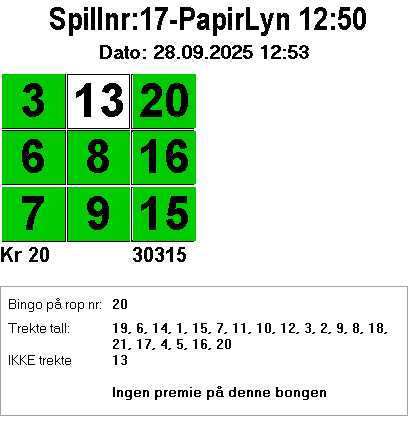 Spillnr:17-PapirLyn 12:50
Dato: 28.09.2025 12:53
3 13 20
6 8 16
7 9 15
Kr 20 30315
Bingo på rop nr: 20
Trekte tall: 19, 6, 14, 1, 15, 7, 11, 10, 12, 3, 2, 9, 8, 18,
21, 17, 4, 5, 16, 20
IKKE trekte 13
Ingen premie på denne bongen